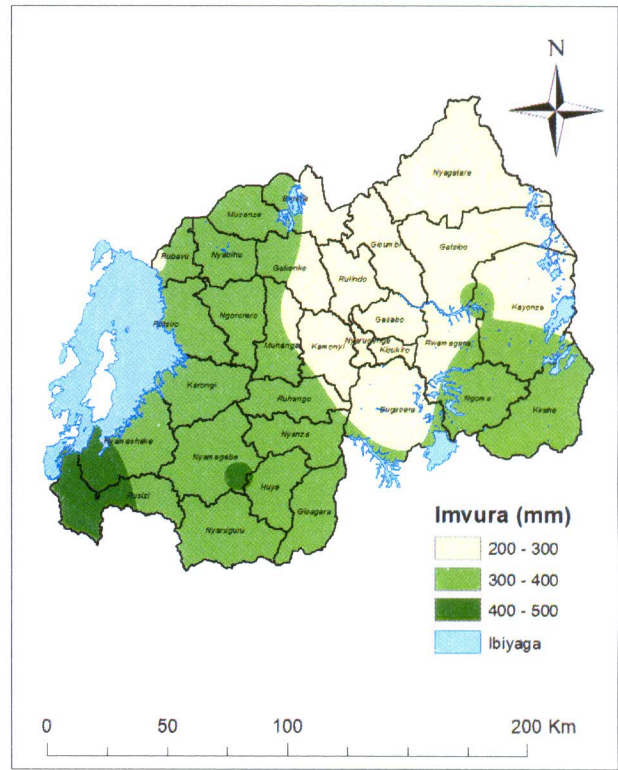 N
Nyagatare
Burera
Musanze
Gicumbi
Gatsibo
Rubavu
Nyabihu
Gakenke
Rulindo
Kayonza
Rutsiro
Ngororero
Gasabo
Muhanga
Kamonyi
Nyarugenge
Kicukiro
Rwamagana
Karongi
Ruhango
Bugesera
Ngoma
Kirehe
Nyamasheke
Nyamagabe
Nyanza
Rusizi
Huye
Gisagara
Nyaruguru
Imvura (mm)
200 - 300
300 - 400
400 - 500
Ibiyaga
0 50 100 200 Km